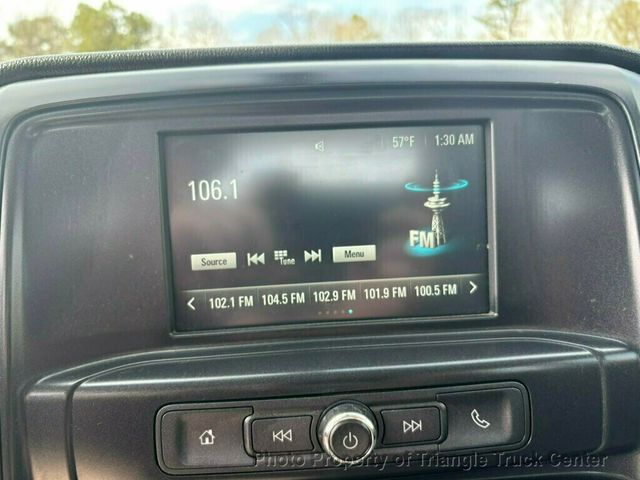 57°F 1:30 AM
106.1
FM
Source Tone Menu
102.1 FM 104.5 FM 102.9 FM 101.9 FM 100.5 FM
Photo Property of Triangle Truck Center